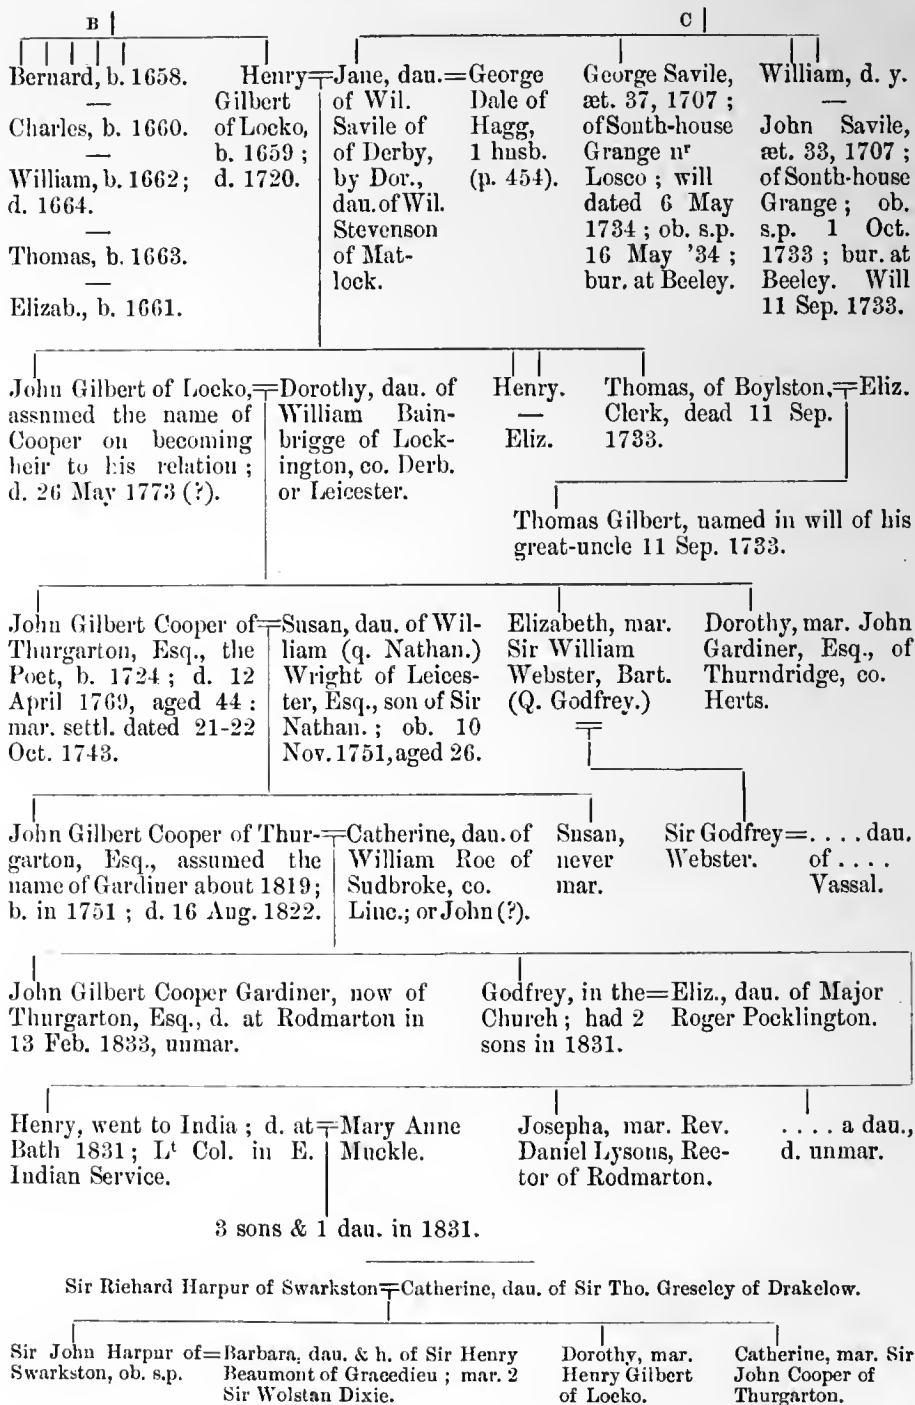 B
C
Bernard, b. 1658.
—
Charles, b. 1660.
—
William, b. 1662;
d. 1664.
—
Thomas, b. 1663.
—
Elizab., b. 1661.
Henry=
Gilbert
of Locko,
b. 1659;
d. 1720.
Jane, dau.=
of Wil.
Savile of
of Derby,
by Dor.,
dau. of Wil.
Stevenson
of Mat-
lock.
George
Dale of
Hagg,
1 husb.
(p. 454).
George Savile,
æt. 37, 1707;
of South-house
Grange nr
Losco; will
dated 6 May
1734; ob. s.p.
16 May '34;
bur. at Beeley.
William, d. y.
—
John Savile,
æt. 33, 1707;
of South-house
Grange; ob.
s.p. 1 Oct.
1733; bur. at
Beeley. Will
11 Sep. 1733.
John Gilbert of Locko,=
assumed the name of
Cooper on becoming
heir to his relation;
d. 26 May 1773 (?).
Dorothy, dau. of
William Bain-
brigge of Lock-
ington, co. Derb.
or Leicester.
Henry.
—
Eliz.
Thomas, of Boylston,=Eliz.
Clerk, dead 11 Sep.
1733.
Thomas Gilbert, named in will of his
great-uncle 11 Sep. 1733.
John Gilbert Cooper of=
Thurgarton, Esq., the
Poet, b. 1724; d. 12
April 1769, aged 44:
mar. settl. dated 21-22
Oct. 1743.
Susan, dau. of Wil-
liam (q. Nathan.)
Wright of Leices-
ter, Esq., son of Sir
Nathan.; ob. 10
Nov. 1751, aged 26.
Elizabeth, mar.
Sir William
Webster, Bart.
(Q. Godfrey.)
Dorothy, mar. John
Gardiner, Esq., of
Thurndridge, co.
Herts.
John Gilbert Cooper of Thur-=
garton, Esq., assumed the
name of Gardiner about 1819;
b. in 1751; d. 16 Aug. 1822.
Catherine, dau. of
William Roe of
Sudbroke, co.
Linc.; or John (?).
Susan,
never
mar.
Sir Godfrey=
Webster.
. . . . dau.
of . . . .
Vassal.
John Gilbert Cooper Gardiner, now of
Thurgarton, Esq., d. at Rodmarton in
13 Feb. 1833, unmar.
Godfrey, in the=
Church; had 2
sons in 1831.
Eliz., dau. of Major
Roger Pocklington.
Henry, went to India; d. at=
Bath 1831; Lt Col. in E.
Indian Service.
Mary Anne
Muckle.
Josepha, mar. Rev.
Daniel Lysons, Rec-
tor of Rodmarton.
. . . . a dau.,
d. unmar.
3 sons & 1 dau. in 1831.
Sir Richard Harpur of Swarkston=Catherine, dau. of Sir Tho. Greseley of Drakelow.
Sir John Harpur of=
Swarkston, ob. s.p.
Barbara, dau. & h. of Sir Henry
Beaumont of Gracedieu; mar. 2
Sir Wolstan Dixie.
Dorothy, mar.
Henry Gilbert
of Locko.
Catherine, mar. Sir
John Cooper of
Thurgarton.